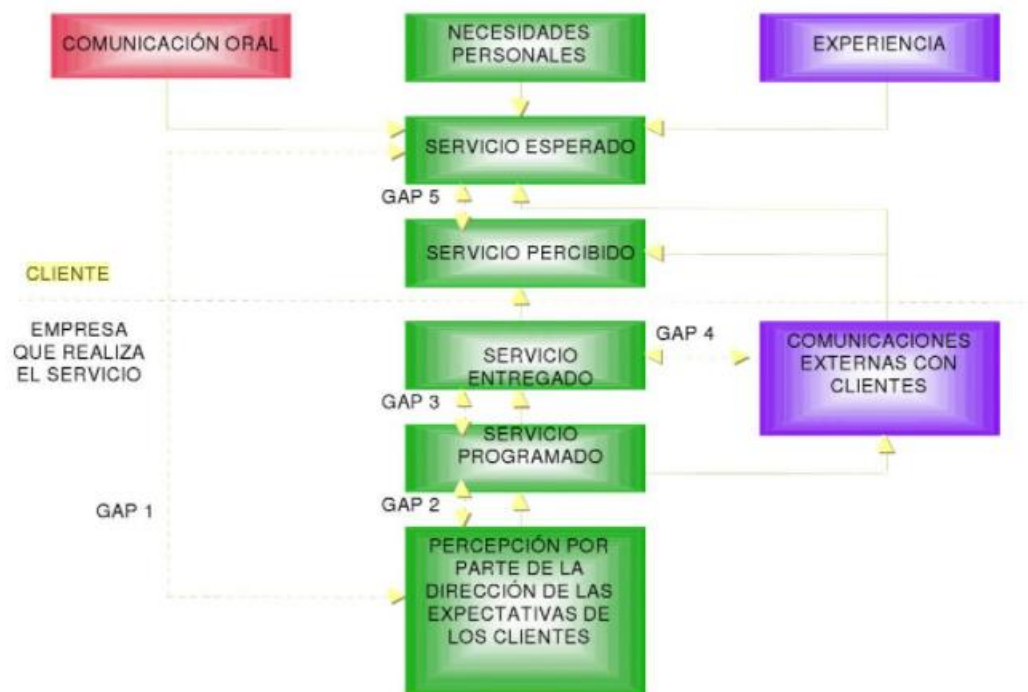 COMUNICACIÓN ORAL
NECESIDADES
PERSONALES
EXPERIENCIA
SERVICIO ESPERADO
GAP 5
SERVICIO PERCIBIDO
CLIENTE
EMPRESA
QUE REALIZA
EL SERVICIO
SERVICIO
ENTREGADO
GAP 4
COMUNICACIONES
EXTERNAS CON
CLIENTES
GAP 3
SERVICIO
PROGRAMADO
GAP 2
GAP 1
PERCEPCIÓN POR
PARTE DE LA
DIRECCIÓN DE LAS
EXPECTATIVAS DE
LOS CLIENTES